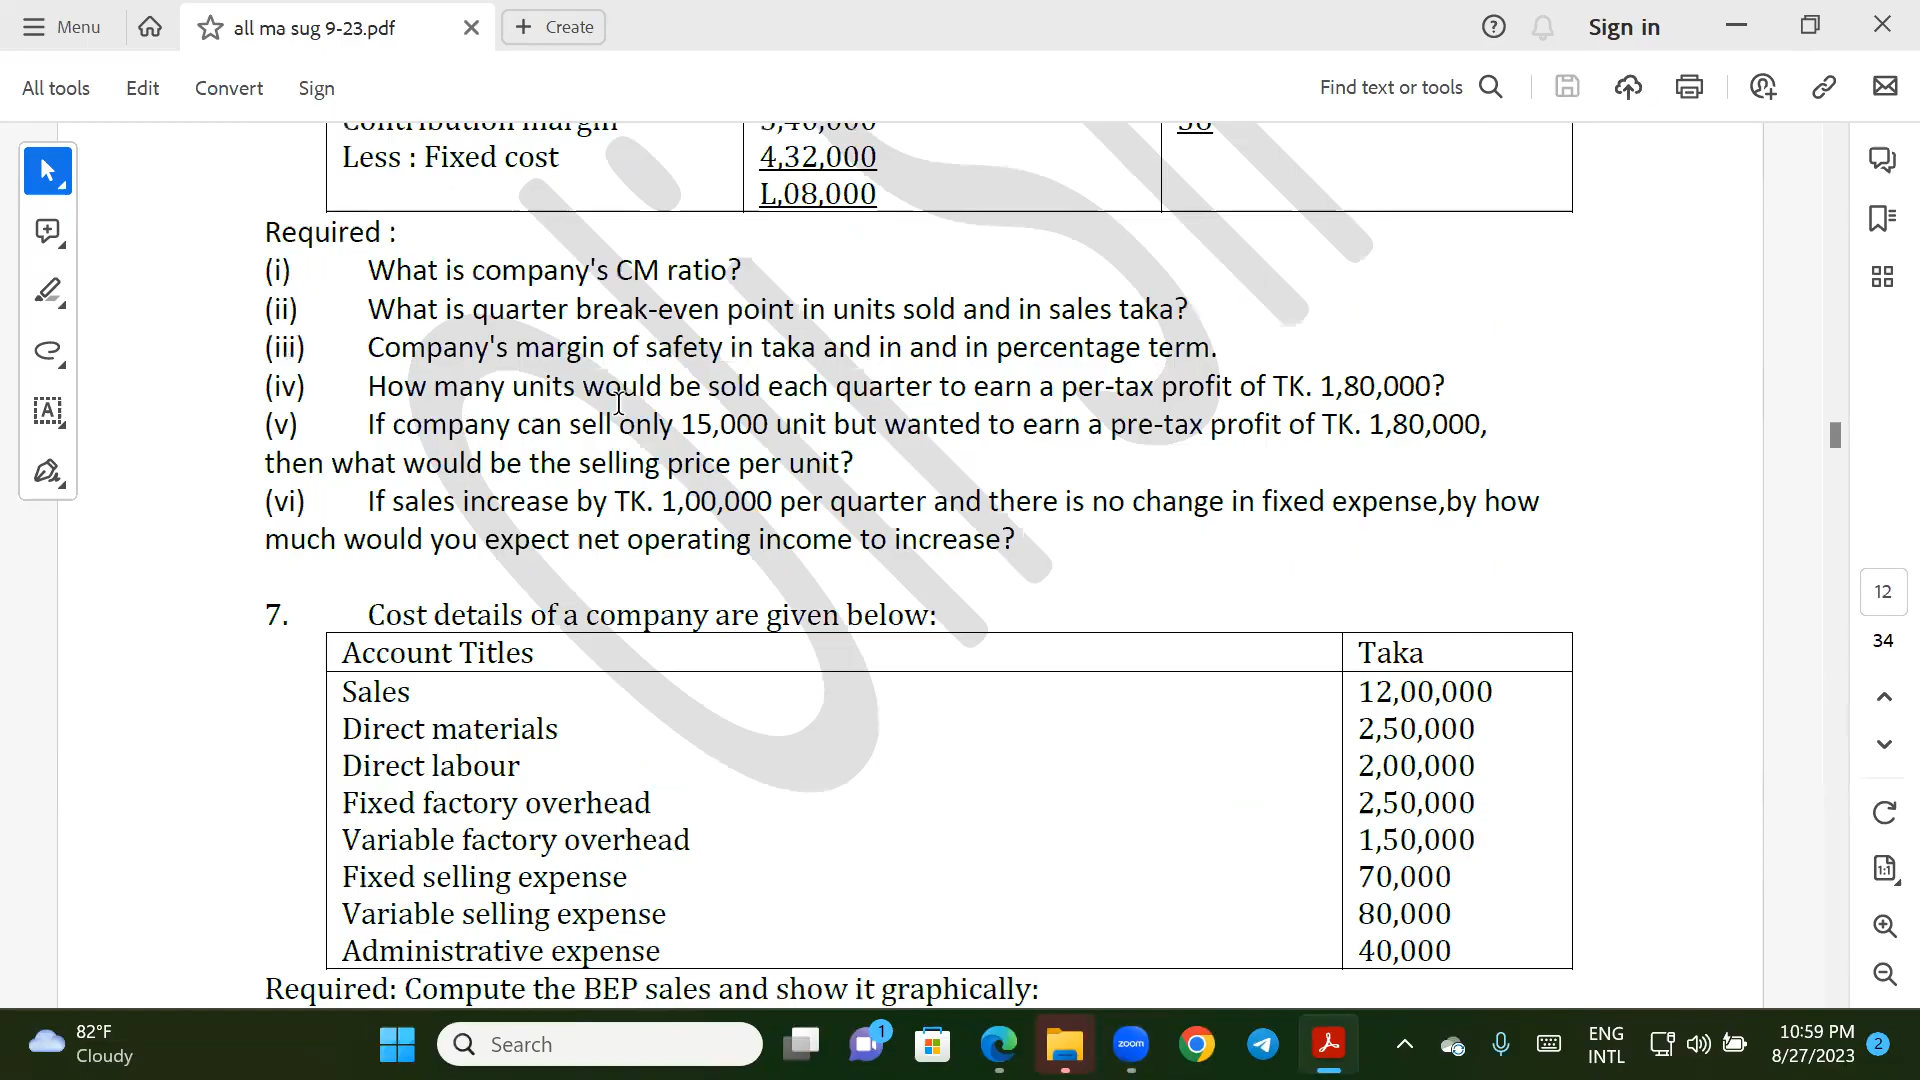 Menu
all ma sug 9-23.pdf
Create
Sign in
All tools
Edit
Convert
Sign
Find text or tools
Contribution margin
Less : Fixed cost
4,32,000
L,08,000
Required :
(i) What is company's CM ratio?
(ii) What is quarter break-even point in units sold and in sales taka?
(iii) Company's margin of safety in taka and in and in percentage term.
(iv) How many units would be sold each quarter to earn a per-tax profit of TK. 1,80,000?
(v) If company can sell only 15,000 unit but wanted to earn a pre-tax profit of TK. 1,80,000,
then what would be the selling price per unit?
(vi) If sales increase by TK. 1,00,000 per quarter and there is no change in fixed expense,by how
much would you expect net operating income to increase?
7. Cost details of a company are given below:
Account Titles Taka
Sales 12,00,000
Direct materials 2,50,000
Direct labour 2,00,000
Fixed factory overhead 2,50,000
Variable factory overhead 1,50,000
Fixed selling expense 70,000
Variable selling expense 80,000
Administrative expense 40,000
Required: Compute the BEP sales and show it graphically:
12
34
1:1
82°F
Cloudy
Search
1
zoom
ENG
INTL
10:59 PM
8/27/2023
2